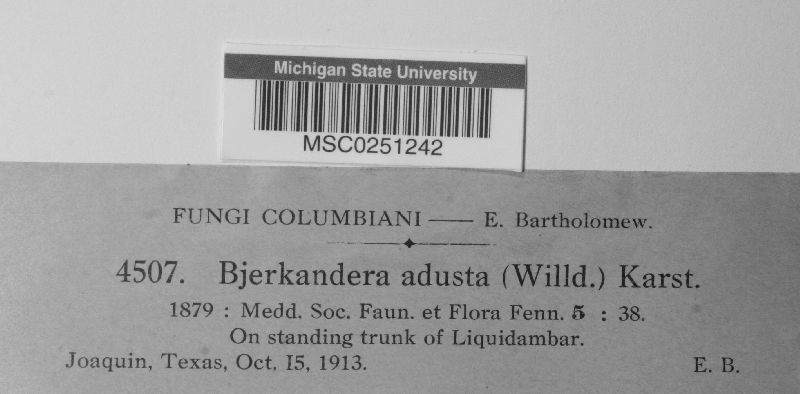 Michigan State University
MSC0251242
FUNGI COLUMBIANI — E. Bartholomew.
4507. Bjerkandera adusta (Willd.) Karst.
1879 : Medd. Soc. Faun. et Flora Fenn. 5 : 38.
On standing trunk of Liquidambar.
Joaquin, Texas, Oct. 15, 1913. E. B.